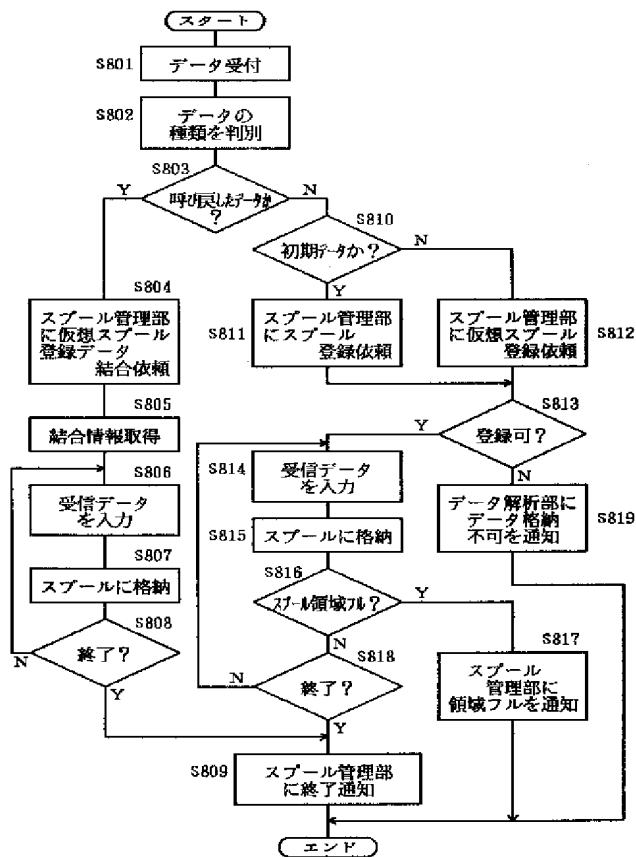 スタート
S801
データ受付
S802
データの
種類を判別
S803
呼び戻したデータか
?
Y
N
S810
初期データか?
N
Y
S804
スプール管理部
に仮想スプール
登録データ
結合依頼
S811
スプール管理部
にスプール
登録依頼
スプール管理部
に仮想スプール
登録依頼
S812
S805
結合情報取得
S813
登録可?
Y
N
S806
受信データ
を入力
S814
受信データ
を入力
データ解析部に
データ格納
不可を通知
S819
S807
スプールに格納
S815
スプールに格納
S808
終了?
N
Y
S816
スプール領域フル?
Y
N
S817
スプール
管理部に
領域フルを通知
S818
終了?
N
Y
S809
スプール管理部
に終了通知
エンド